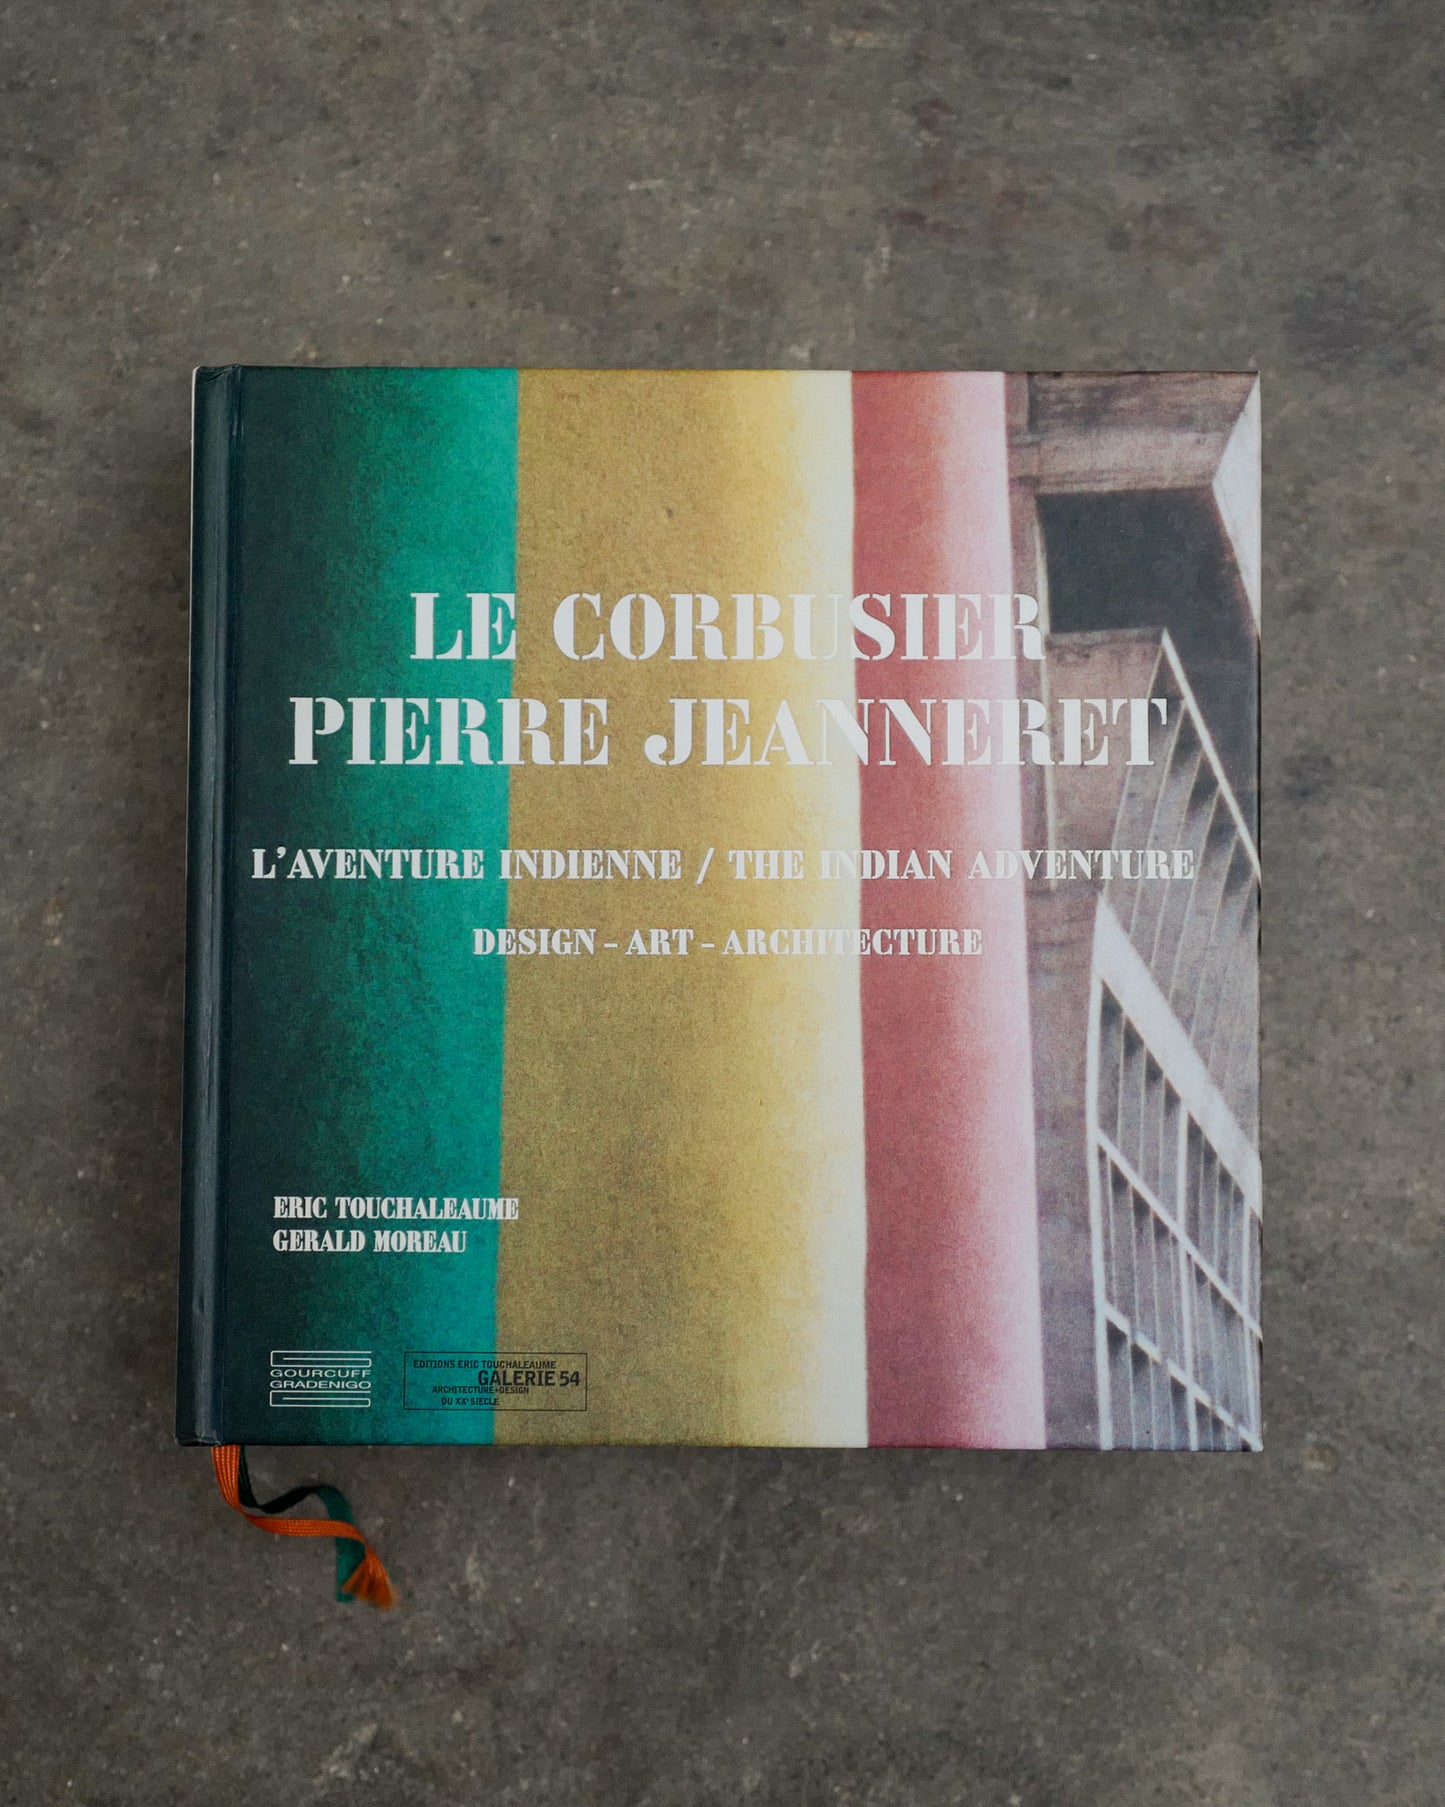 LE CORBUSIER
PIERRE JEANNERET
L'AVENTURE INDIENNE / THE INDIAN ADVENTURE
DESIGN – ART – ARCHITECTURE
ERIC TOUCHALEAUME
GERALD MOREAU
GOURCUFF
GRADENIGO
EDITIONS ERIC TOUCHALEAUME
GALERIE 54
ARCHITECTURE+DESIGN
DU XXᵉ SIECLE